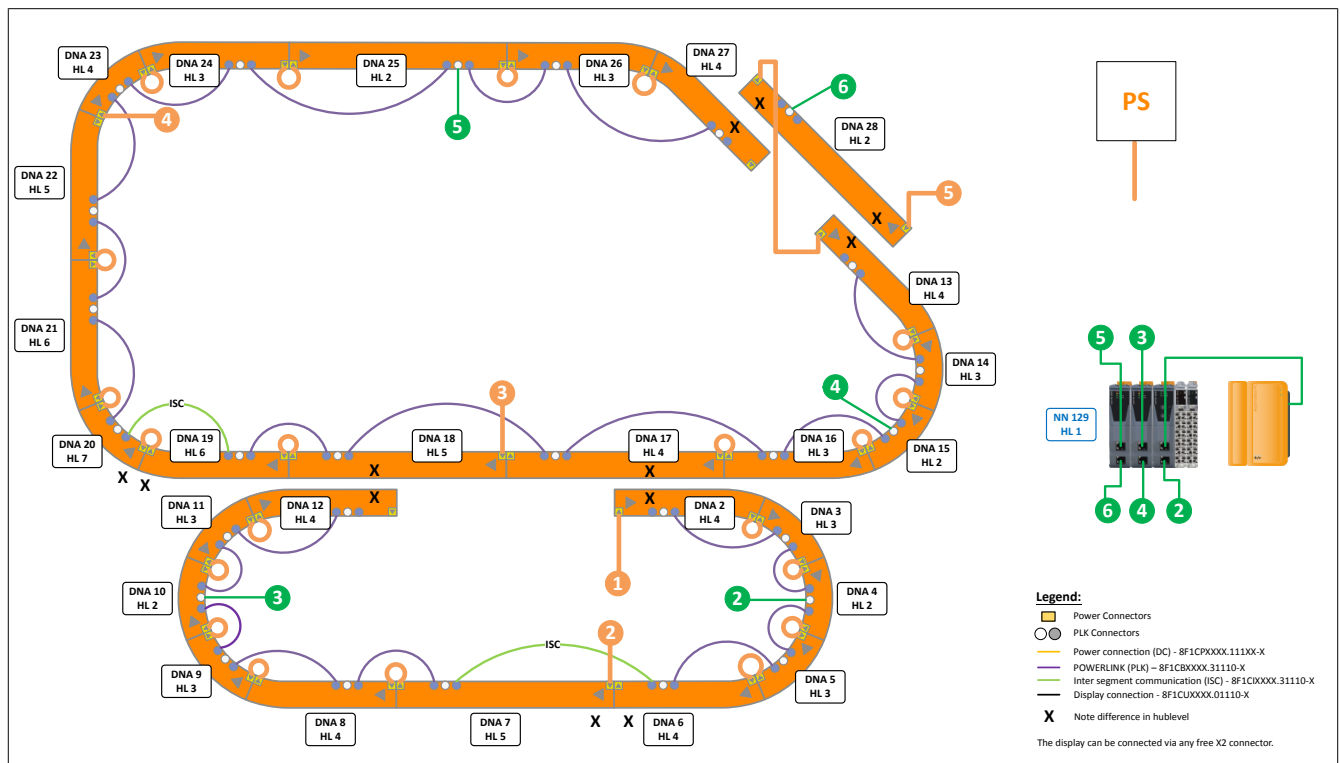 DNA 23
HL 4
DNA 24
HL 3
DNA 25
HL 2
DNA 26
HL 3
DNA 27
HL 4
X
X
6
DNA 28
HL 2
PS
4
5
5
X
DNA 22
HL 5
X
DNA 13
HL 4
DNA 21
HL 6
DNA 14
HL 3
5
3
4
3
ISC
NN 129
HL 1
DNA 20
HL 7
DNA 19
HL 6
DNA 18
HL 5
DNA 17
HL 4
DNA 16
HL 3
DNA 15
HL 2
X
X
X
X
DNA 11
HL 3
DNA 12
HL 4
X
X
DNA 2
HL 4
DNA 3
HL 3
6
4
2
DNA 10
HL 2
3
1
2
DNA 4
HL 2
Legend:
Power Connectors
PLK Connectors
Power connection (DC) - 8F1CPXXXX.111XX-X
POWERLINK (PLK) – 8F1CBXXXX.31110-X
Inter segment communication (ISC) - 8F1CIXXXX.31110-X
Display connection - 8F1CUXXXX.01110-X
X Note difference in hublevel
The display can be connected via any free X2 connector.
ISC
2
DNA 9
HL 3
DNA 5
HL 3
DNA 8
HL 4
DNA 7
HL 5
X
X
DNA 6
HL 4